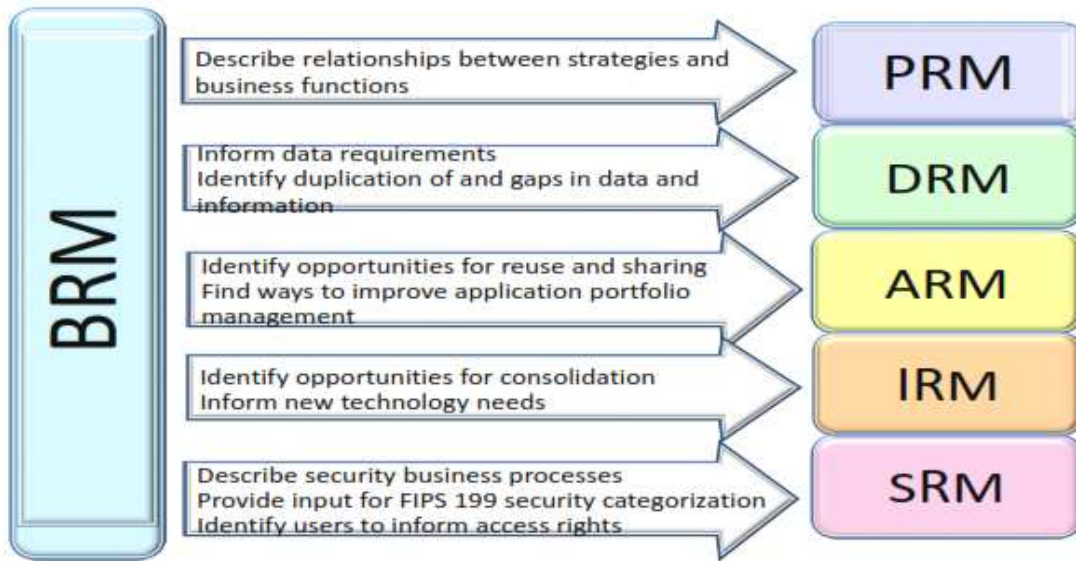 BRM
Describe relationships between strategies and
business functions
PRM
Inform data requirements
Identify duplication of and gaps in data and
information
DRM
Identify opportunities for reuse and sharing
Find ways to improve application portfolio
management
ARM
Identify opportunities for consolidation
Inform new technology needs
IRM
Describe security business processes
Provide input for FIPS 199 security categorization
Identify users to inform access rights
SRM